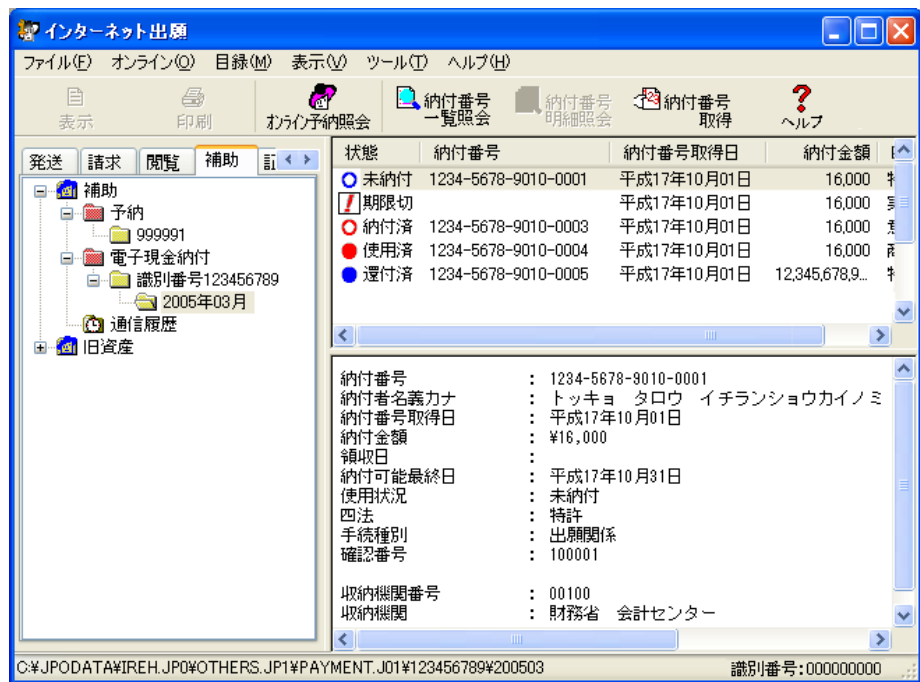 インターネット出願
ファイル(F) オンライン(O) 目録(M) 表示(V) ツール(T) ヘルプ(H)
表示 印刷 オンライン予納照会 納付番号一覧照会 納付番号明細照会 納付番号取得 ヘルプ
発送 請求 閲覧 補助
補助
予納
999991
電子現金納付
識別番号123456789
2005年03月
通信履歴
旧資産
状態 納付番号 納付番号取得日 納付金額
未納付 1234-5678-9010-0001 平成17年10月01日 16,000
期限切 平成17年10月01日 16,000
納付済 1234-5678-9010-0003 平成17年10月01日 16,000
使用済 1234-5678-9010-0004 平成17年10月01日 16,000
還付済 1234-5678-9010-0005 平成17年10月01日 12,345,678,9...
納付番号 : 1234-5678-9010-0001
納付者名義カナ : トッキョ タロウ イチランショウカイノミ
納付番号取得日 : 平成17年10月01日
納付金額 : ¥16,000
領収日 :
納付可能最終日 : 平成17年10月31日
使用状況 : 未納付
四法 : 特許
手続種別 : 出願関係
確認番号 : 100001
収納機関番号 : 00100
収納機関 : 財務省 会計センター
C:¥JPODATA¥IREH.JP0¥OTHERS.JP1¥PAYMENT.J01¥123456789¥200503 識別番号:000000000